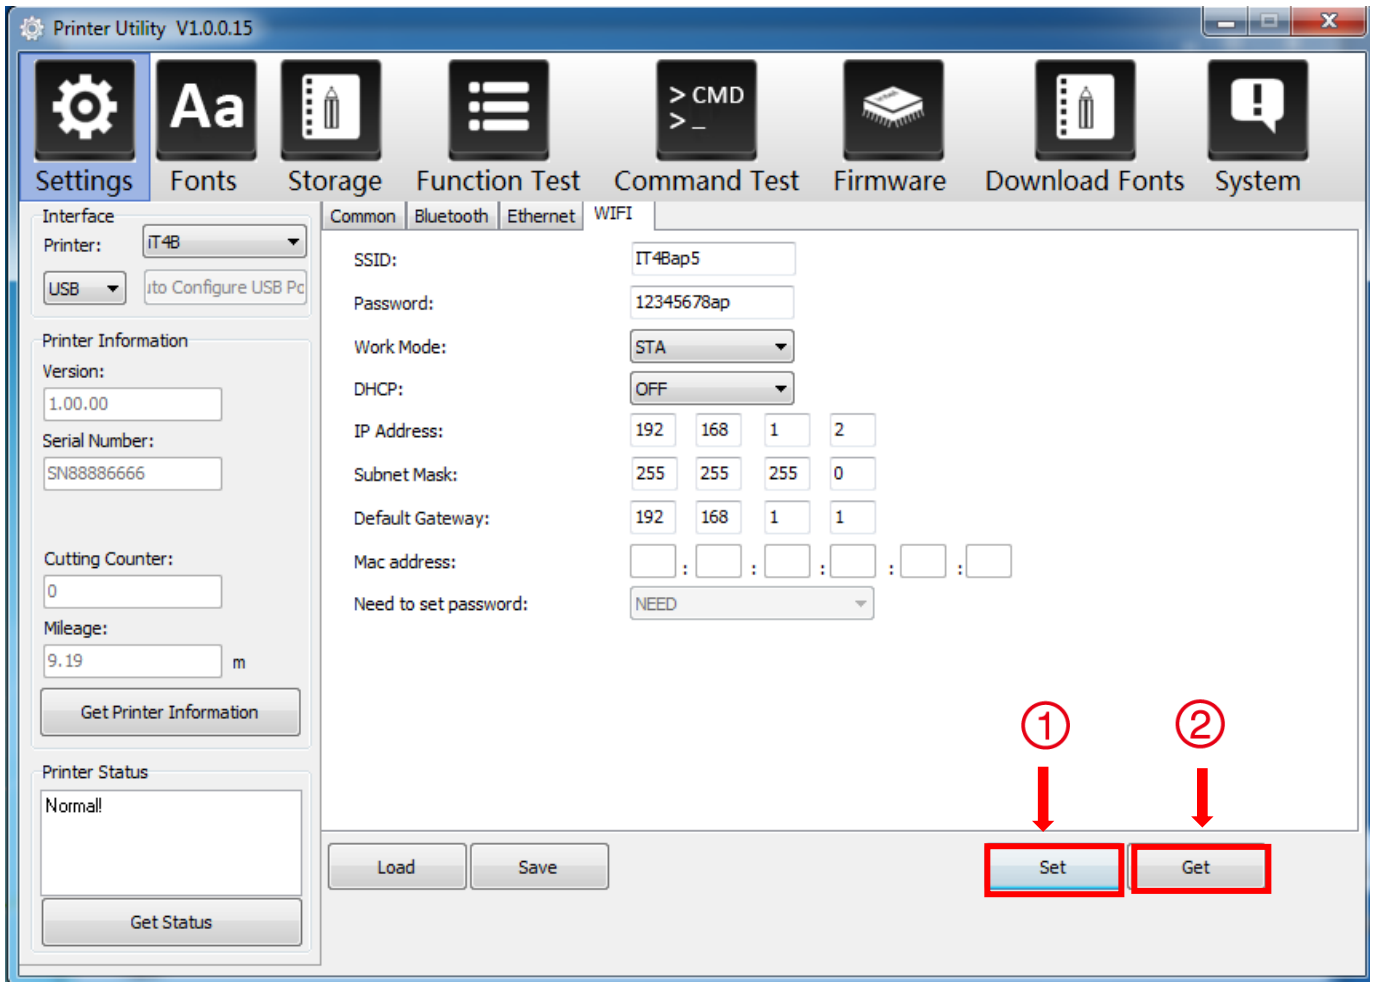 Printer Utility V1.0.0.15
Aa
> CMD
>_
Settings Fonts Storage Function Test Command Test Firmware Download Fonts System
Interface
Printer: iT4B
USB
uto Configure USB Po
Printer Information
Version:
1.00.00
Serial Number:
SN88886666
Cutting Counter:
0
Mileage:
9.19 m
Get Printer Information
Printer Status
Normal!
Get Status
Common Bluetooth Ethernet WIFI
SSID: IT4Bap5
Password: 12345678ap
Work Mode: STA
DHCP: OFF
IP Address: 192 168 1 2
Subnet Mask: 255 255 255 0
Default Gateway: 192 168 1 1
Mac address: : : : : :
Need to set password: NEED
① ②
Load Save Set Get